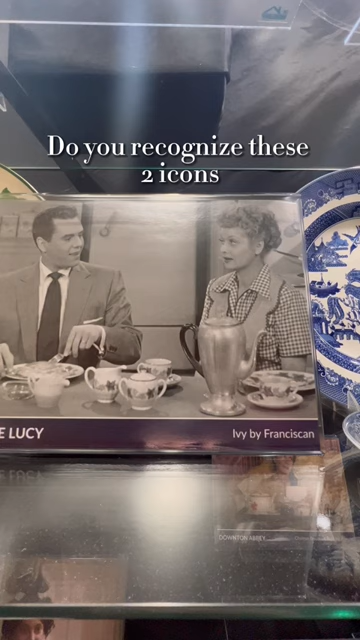 Do you recognize these
2 icons
E LUCY
Ivy by Franciscan
DOWNTON ABBEY